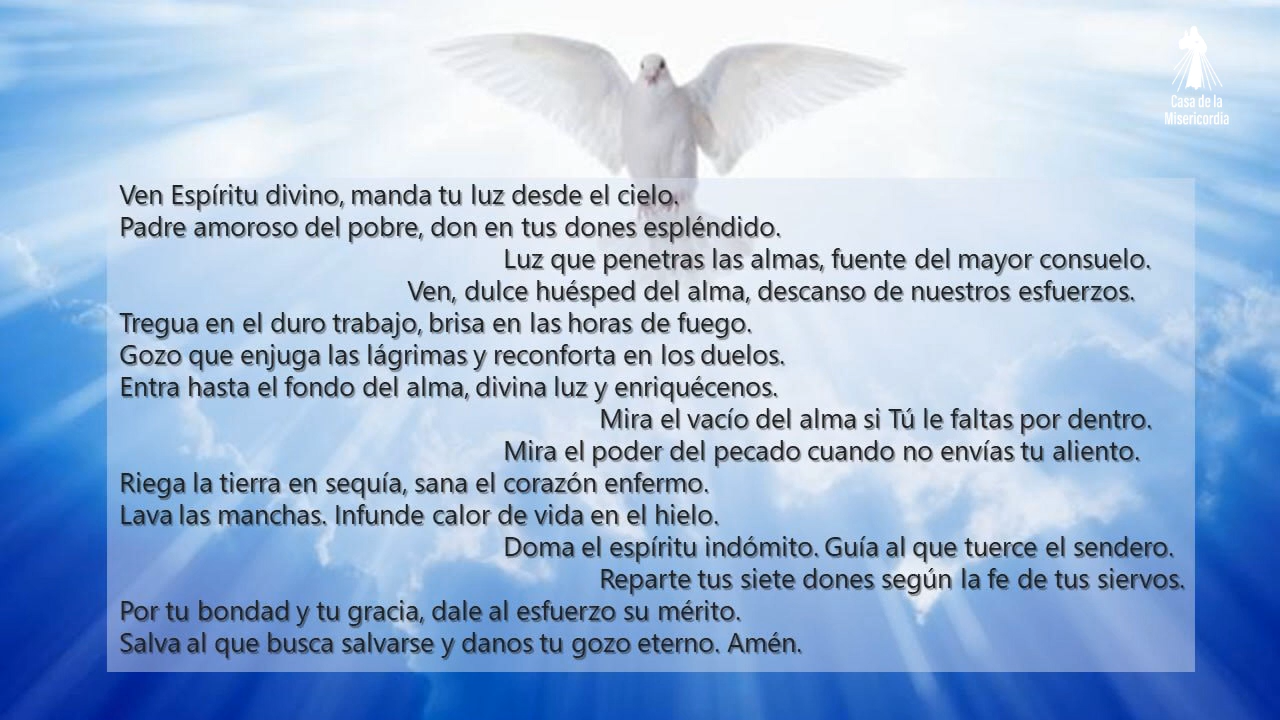 Casa de la
Misericordia
Ven Espíritu divino, manda tu luz desde el cielo.
Padre amoroso del pobre, don en tus dones espléndido.
Luz que penetras las almas, fuente del mayor consuelo.
Ven, dulce huésped del alma, descanso de nuestros esfuerzos.
Tregua en el duro trabajo, brisa en las horas de fuego.
Gozo que enjuga las lágrimas y reconforta en los duelos.
Entra hasta el fondo del alma, divina luz y enriquécenos.
Mira el vacío del alma si Tú le faltas por dentro.
Mira el poder del pecado cuando no envías tu aliento.
Riega la tierra en sequía, sana el corazón enfermo.
Lava las manchas. Infunde calor de vida en el hielo.
Doma el espíritu indómito. Guía al que tuerce el sendero.
Reparte tus siete dones según la fe de tus siervos.
Por tu bondad y tu gracia, dale al esfuerzo su mérito.
Salva al que busca salvarse y danos tu gozo eterno. Amén.